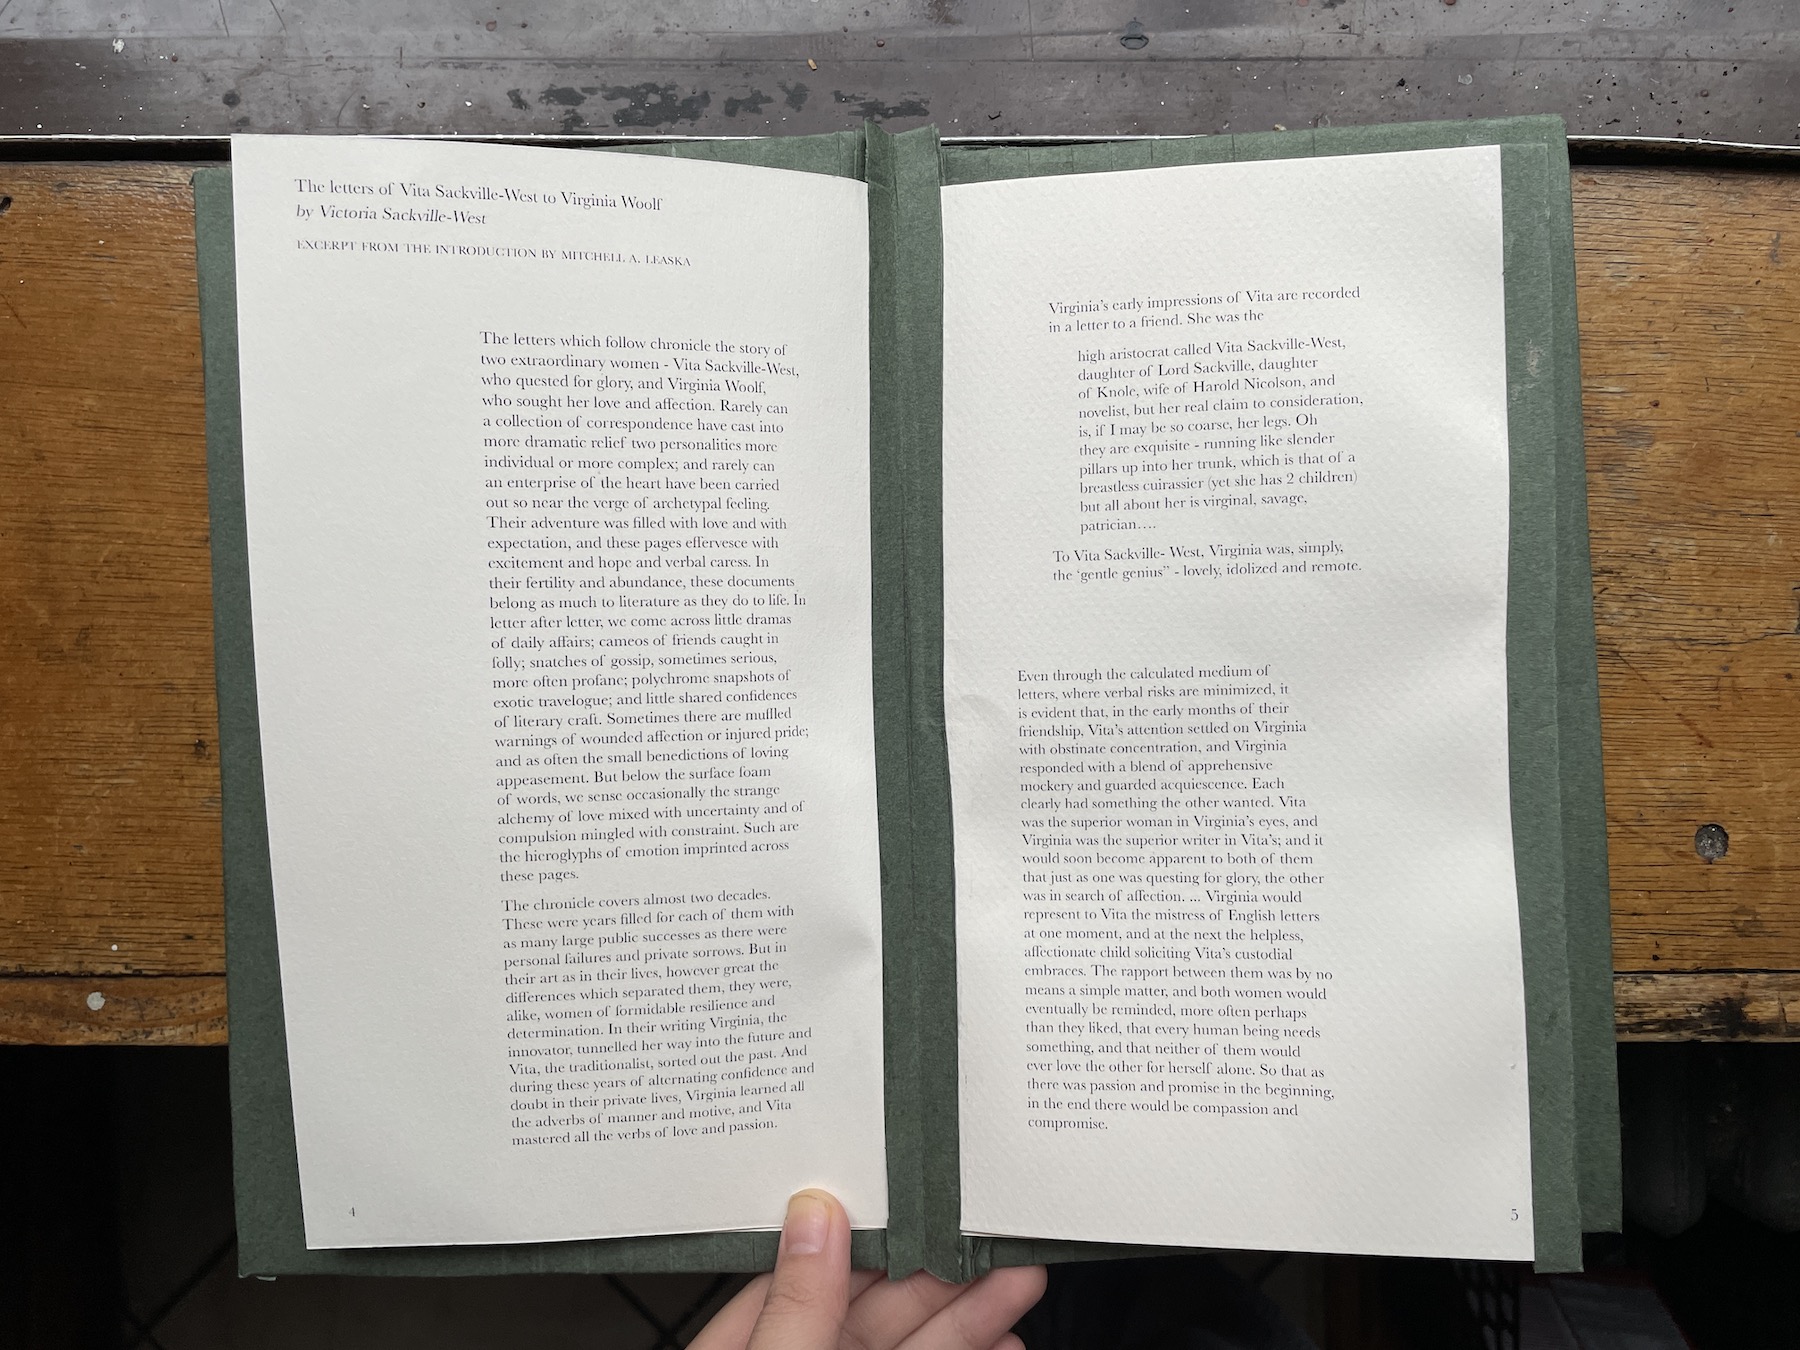 The letters of Vita Sackville-West to Virginia Woolf
by Victoria Sackville-West
EXCERPT FROM THE INTRODUCTION BY MITCHELL A. LEASKA
The letters which follow chronicle the story of
two extraordinary women - Vita Sackville-West,
who quested for glory, and Virginia Woolf,
who sought her love and affection. Rarely can
a collection of correspondence have cast into
more dramatic relief two personalities more
individual or more complex; and rarely can
an enterprise of the heart have been carried
out so near the verge of archetypal feeling.
Their adventure was filled with love and with
expectation, and these pages effervesce with
excitement and hope and verbal caress. In
their fertility and abundance, these documents
belong as much to literature as they do to life. In
letter after letter, we come across little dramas
of daily affairs; cameos of friends caught in
folly; snatches of gossip, sometimes serious,
more often profane; polychrome snapshots of
exotic travelogue; and little shared confidences
of literary craft. Sometimes there are muffled
warnings of wounded affection or injured pride;
and as often the small benedictions of loving
appeasement. But below the surface foam
of words, we sense occasionally the strange
alchemy of love mixed with uncertainty and of
compulsion mingled with constraint. Such are
the hieroglyphs of emotion imprinted across
these pages.
The chronicle covers almost two decades.
These were years filled for each of them with
as many large public successes as there were
personal failures and private sorrows. But in
their art as in their lives, however great the
differences which separated them, they were,
alike, women of formidable resilience and
determination. In their writing Virginia, the
innovator, tunnelled her way into the future and
Vita, the traditionalist, sorted out the past. And
during these years of alternating confidence and
doubt in their private lives, Virginia learned all
the adverbs of manner and motive, and Vita
mastered all the verbs of love and passion.
4
Virginia's early impressions of Vita are recorded
in a letter to a friend. She was the
high aristocrat called Vita Sackville-West,
daughter of Lord Sackville, daughter
of Knole, wife of Harold Nicolson, and
novelist, but her real claim to consideration,
is, if I may be so coarse, her legs. Oh
they are exquisite - running like slender
pillars up into her trunk, which is that of a
breastless cuirassier (yet she has 2 children)
but all about her is virginal, savage,
patrician....
To Vita Sackville- West, Virginia was, simply,
the 'gentle genius" - lovely, idolized and remote.
Even through the calculated medium of
letters, where verbal risks are minimized, it
is evident that, in the early months of their
friendship, Vita's attention settled on Virginia
with obstinate concentration, and Virginia
responded with a blend of apprehensive
mockery and guarded acquiescence. Each
clearly had something the other wanted. Vita
was the superior woman in Virginia's eyes, and
Virginia was the superior writer in Vita's; and it
would soon become apparent to both of them
that just as one was questing for glory, the other
was in search of affection. ... Virginia would
represent to Vita the mistress of English letters
at one moment, and at the next the helpless,
affectionate child soliciting Vita's custodial
embraces. The rapport between them was by no
means a simple matter, and both women would
eventually be reminded, more often perhaps
than they liked, that every human being needs
something, and that neither of them would
ever love the other for herself alone. So that as
there was passion and promise in the beginning,
in the end there would be compassion and
compromise.
5